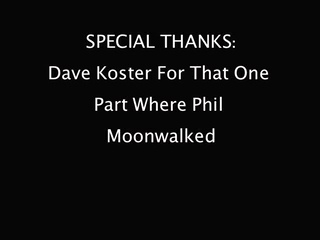 SPECIAL THANKS:
Dave Koster For That One
Part Where Phil
Moonwalked